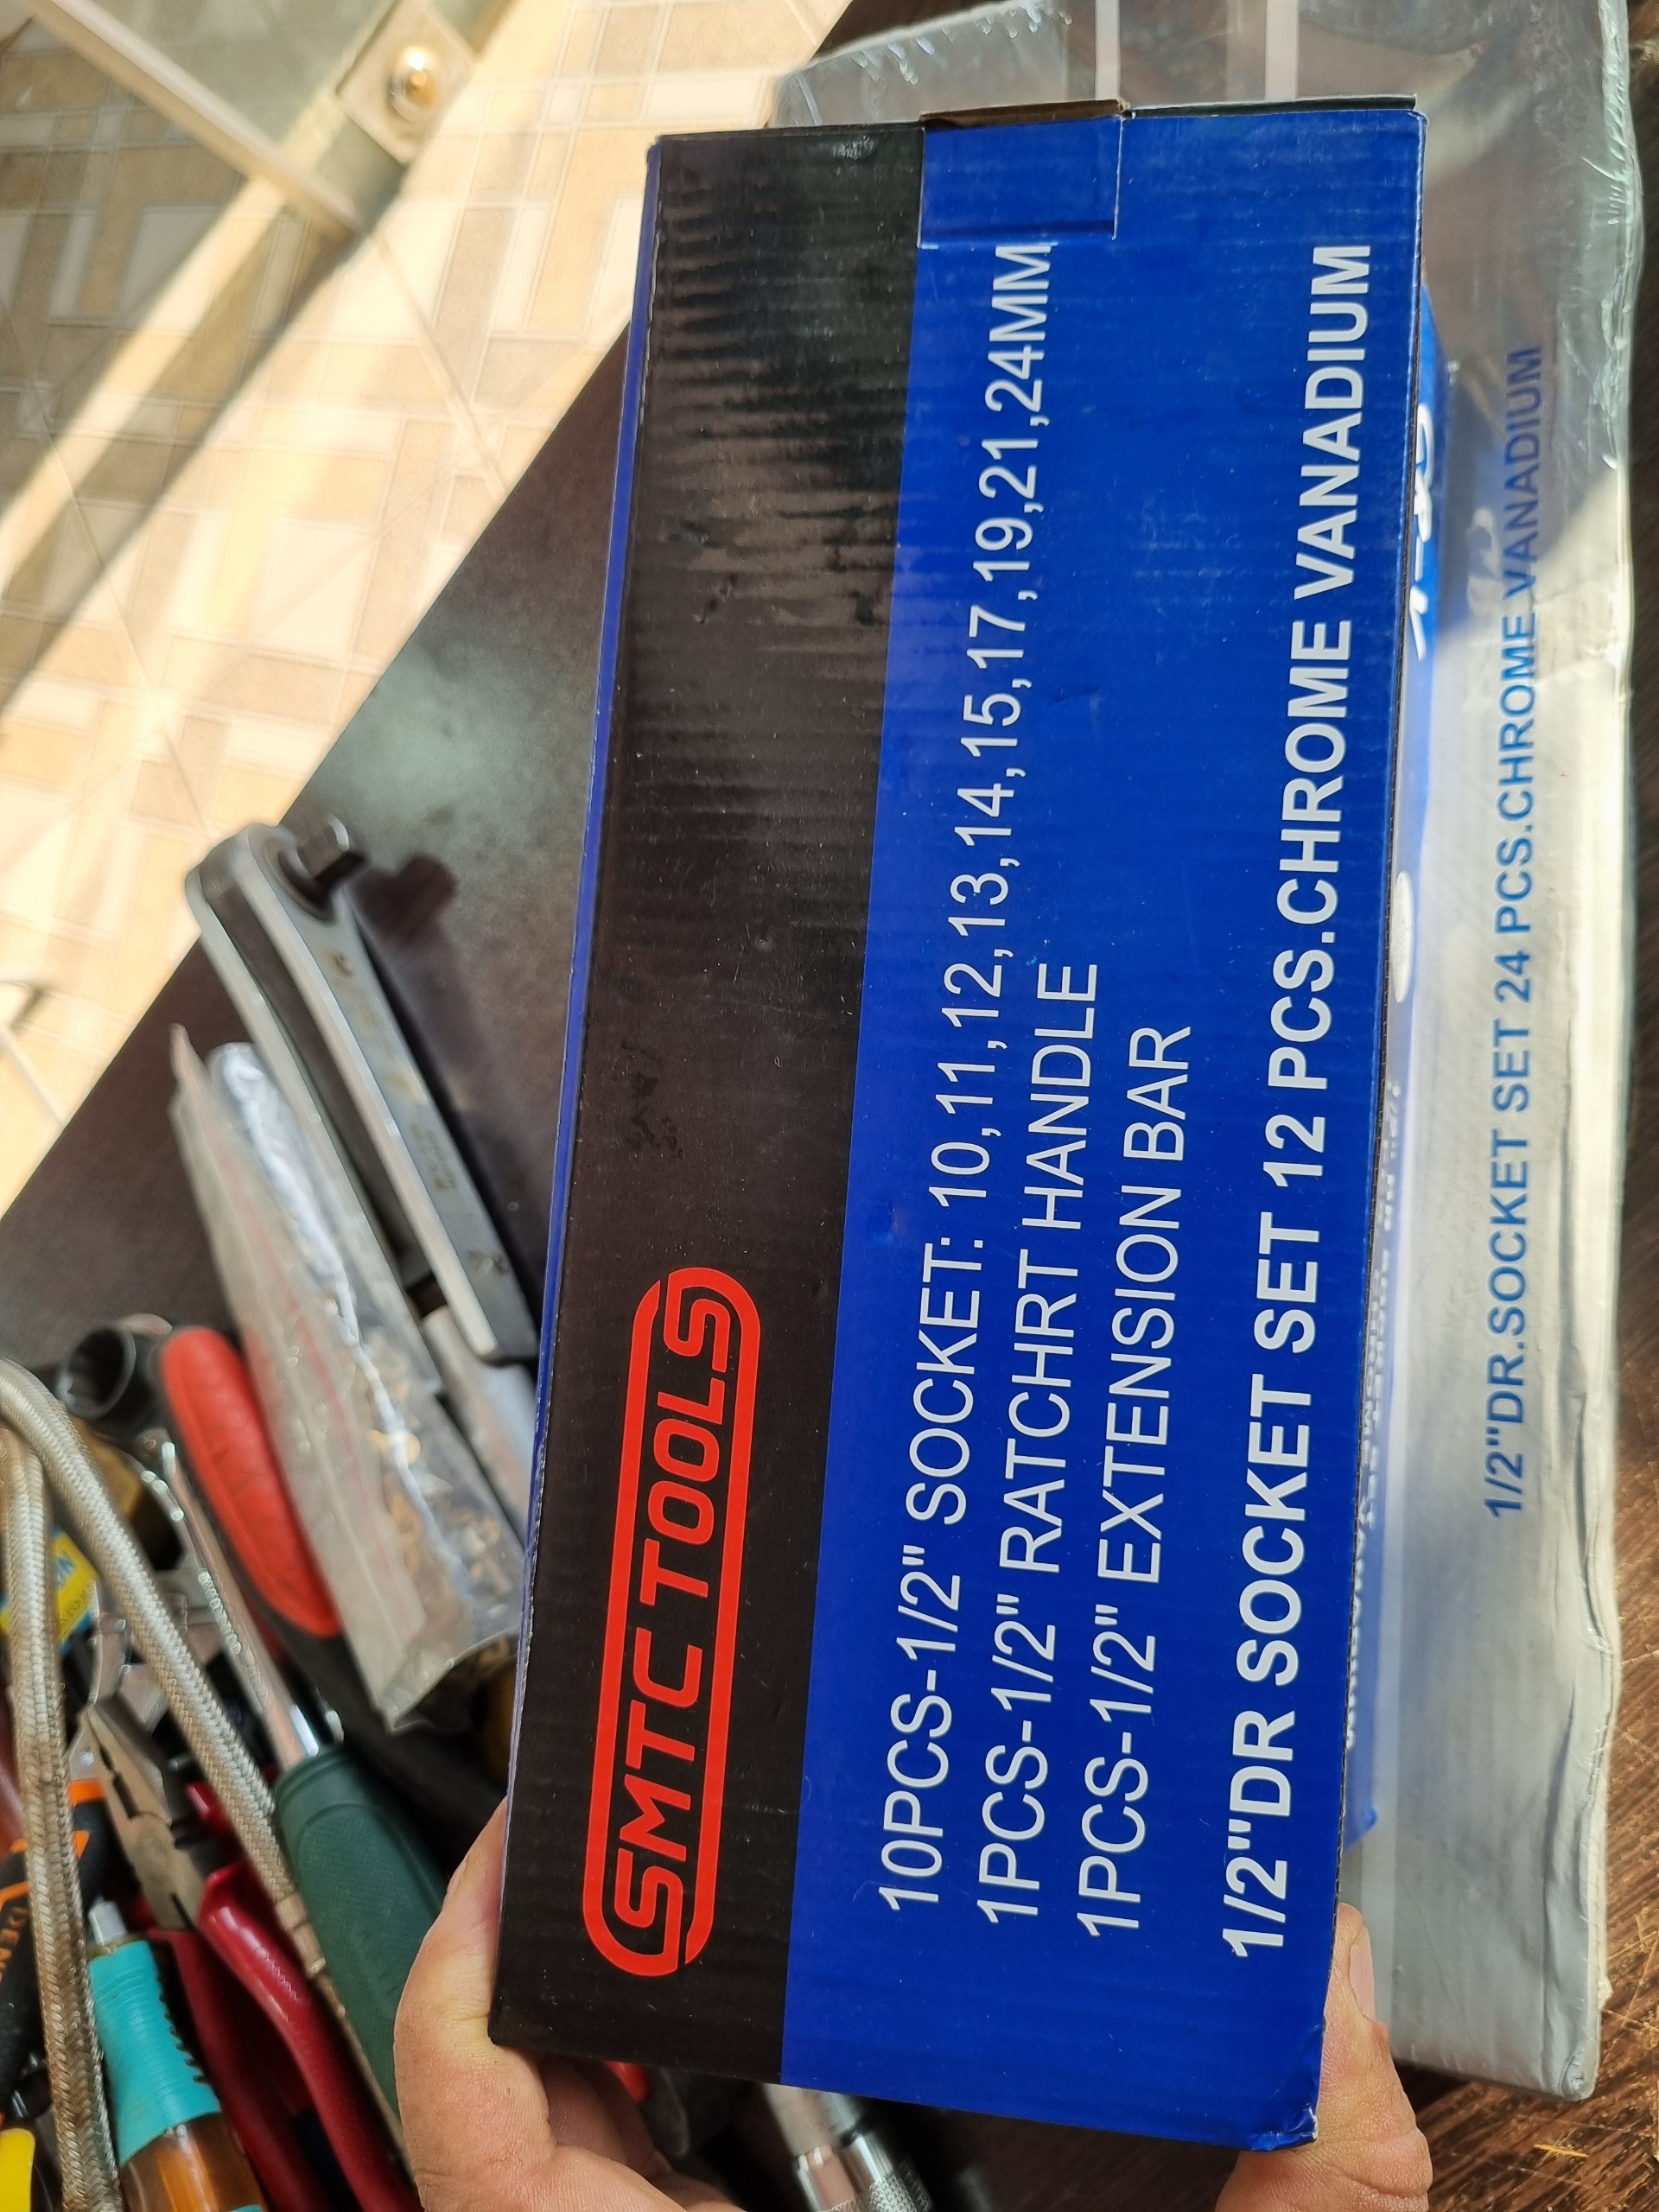 SMTC TOOLS
10PCS-1/2" SOCKET: 10,11,12,13,14,15,17,19,21,24MM
1PCS-1/2" RATCHRT HANDLE
1PCS-1/2" EXTENSION BAR
1/2"DR SOCKET SET 12 PCS.CHROME VANADIUM
1/2"DR.SOCKET SET 24 PCS.CHROME VANADIUM